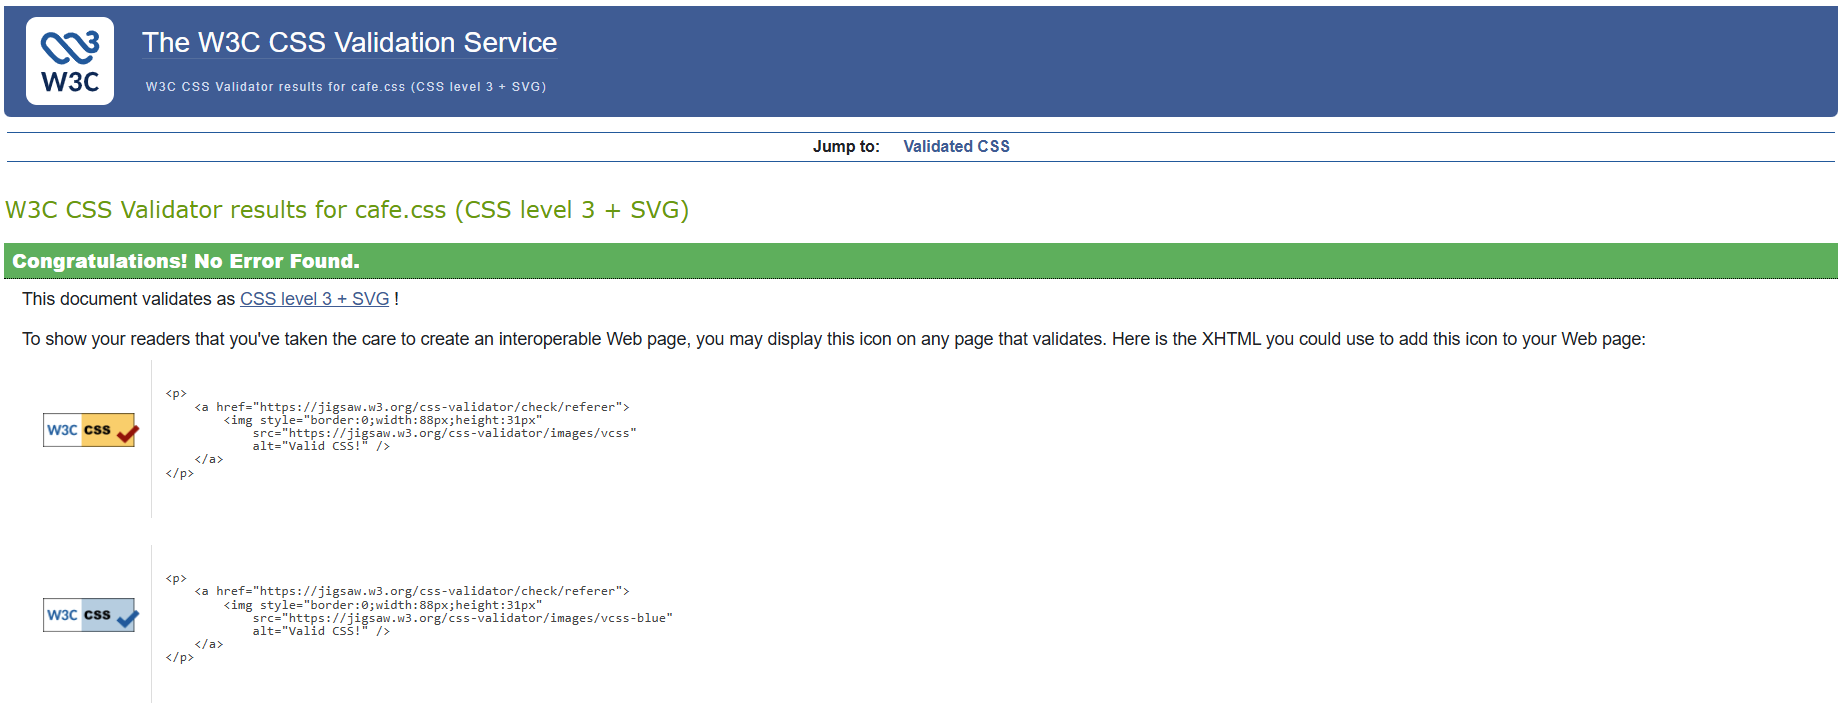 W3C
The W3C CSS Validation Service
W3C CSS Validator results for cafe.css (CSS level 3 + SVG)
Jump to: Validated CSS
W3C CSS Validator results for cafe.css (CSS level 3 + SVG)
Congratulations! No Error Found.
This document validates as CSS level 3 + SVG !
To show your readers that you've taken the care to create an interoperable Web page, you may display this icon on any page that validates. Here is the XHTML you could use to add this icon to your Web page:
W3C css
<p>
    <a href="https://jigsaw.w3.org/css-validator/check/referer">
        <img style="border:0;width:88px;height:31px"
            src="https://jigsaw.w3.org/css-validator/images/vcss"
            alt="Valid CSS!" />
    </a>
</p>
W3C css
<p>
    <a href="https://jigsaw.w3.org/css-validator/check/referer">
        <img style="border:0;width:88px;height:31px"
            src="https://jigsaw.w3.org/css-validator/images/vcss-blue"
            alt="Valid CSS!" />
    </a>
</p>